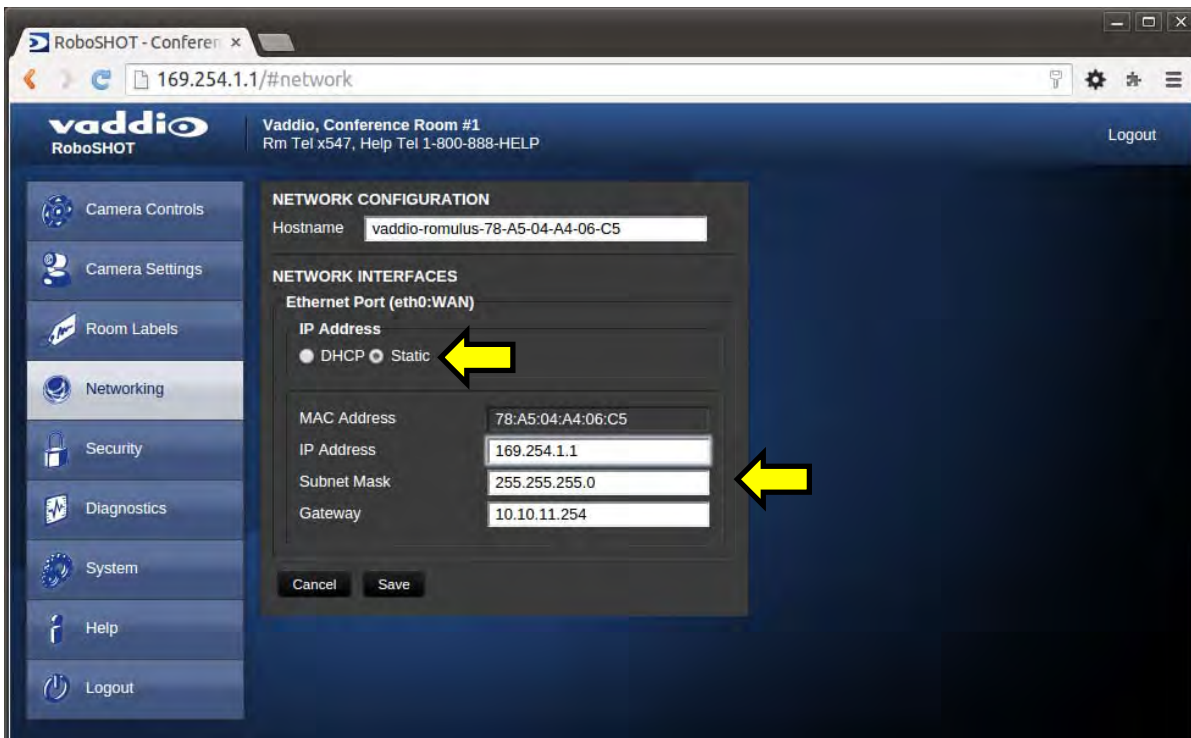 RoboSHOT - Conferen ×
169.254.1.1/#network
vaddio
RoboSHOT
Vaddio, Conference Room #1
Rm Tel x547, Help Tel 1-800-888-HELP
Logout
Camera Controls
Camera Settings
Room Labels
Networking
Security
Diagnostics
System
Help
Logout
NETWORK CONFIGURATION
Hostname vaddio-romulus-78-A5-04-A4-06-C5
NETWORK INTERFACES
Ethernet Port (eth0:WAN)
IP Address
DHCP Static
MAC Address 78:A5:04:A4:06:C5
IP Address 169.254.1.1
Subnet Mask 255.255.255.0
Gateway 10.10.11.254
Cancel Save